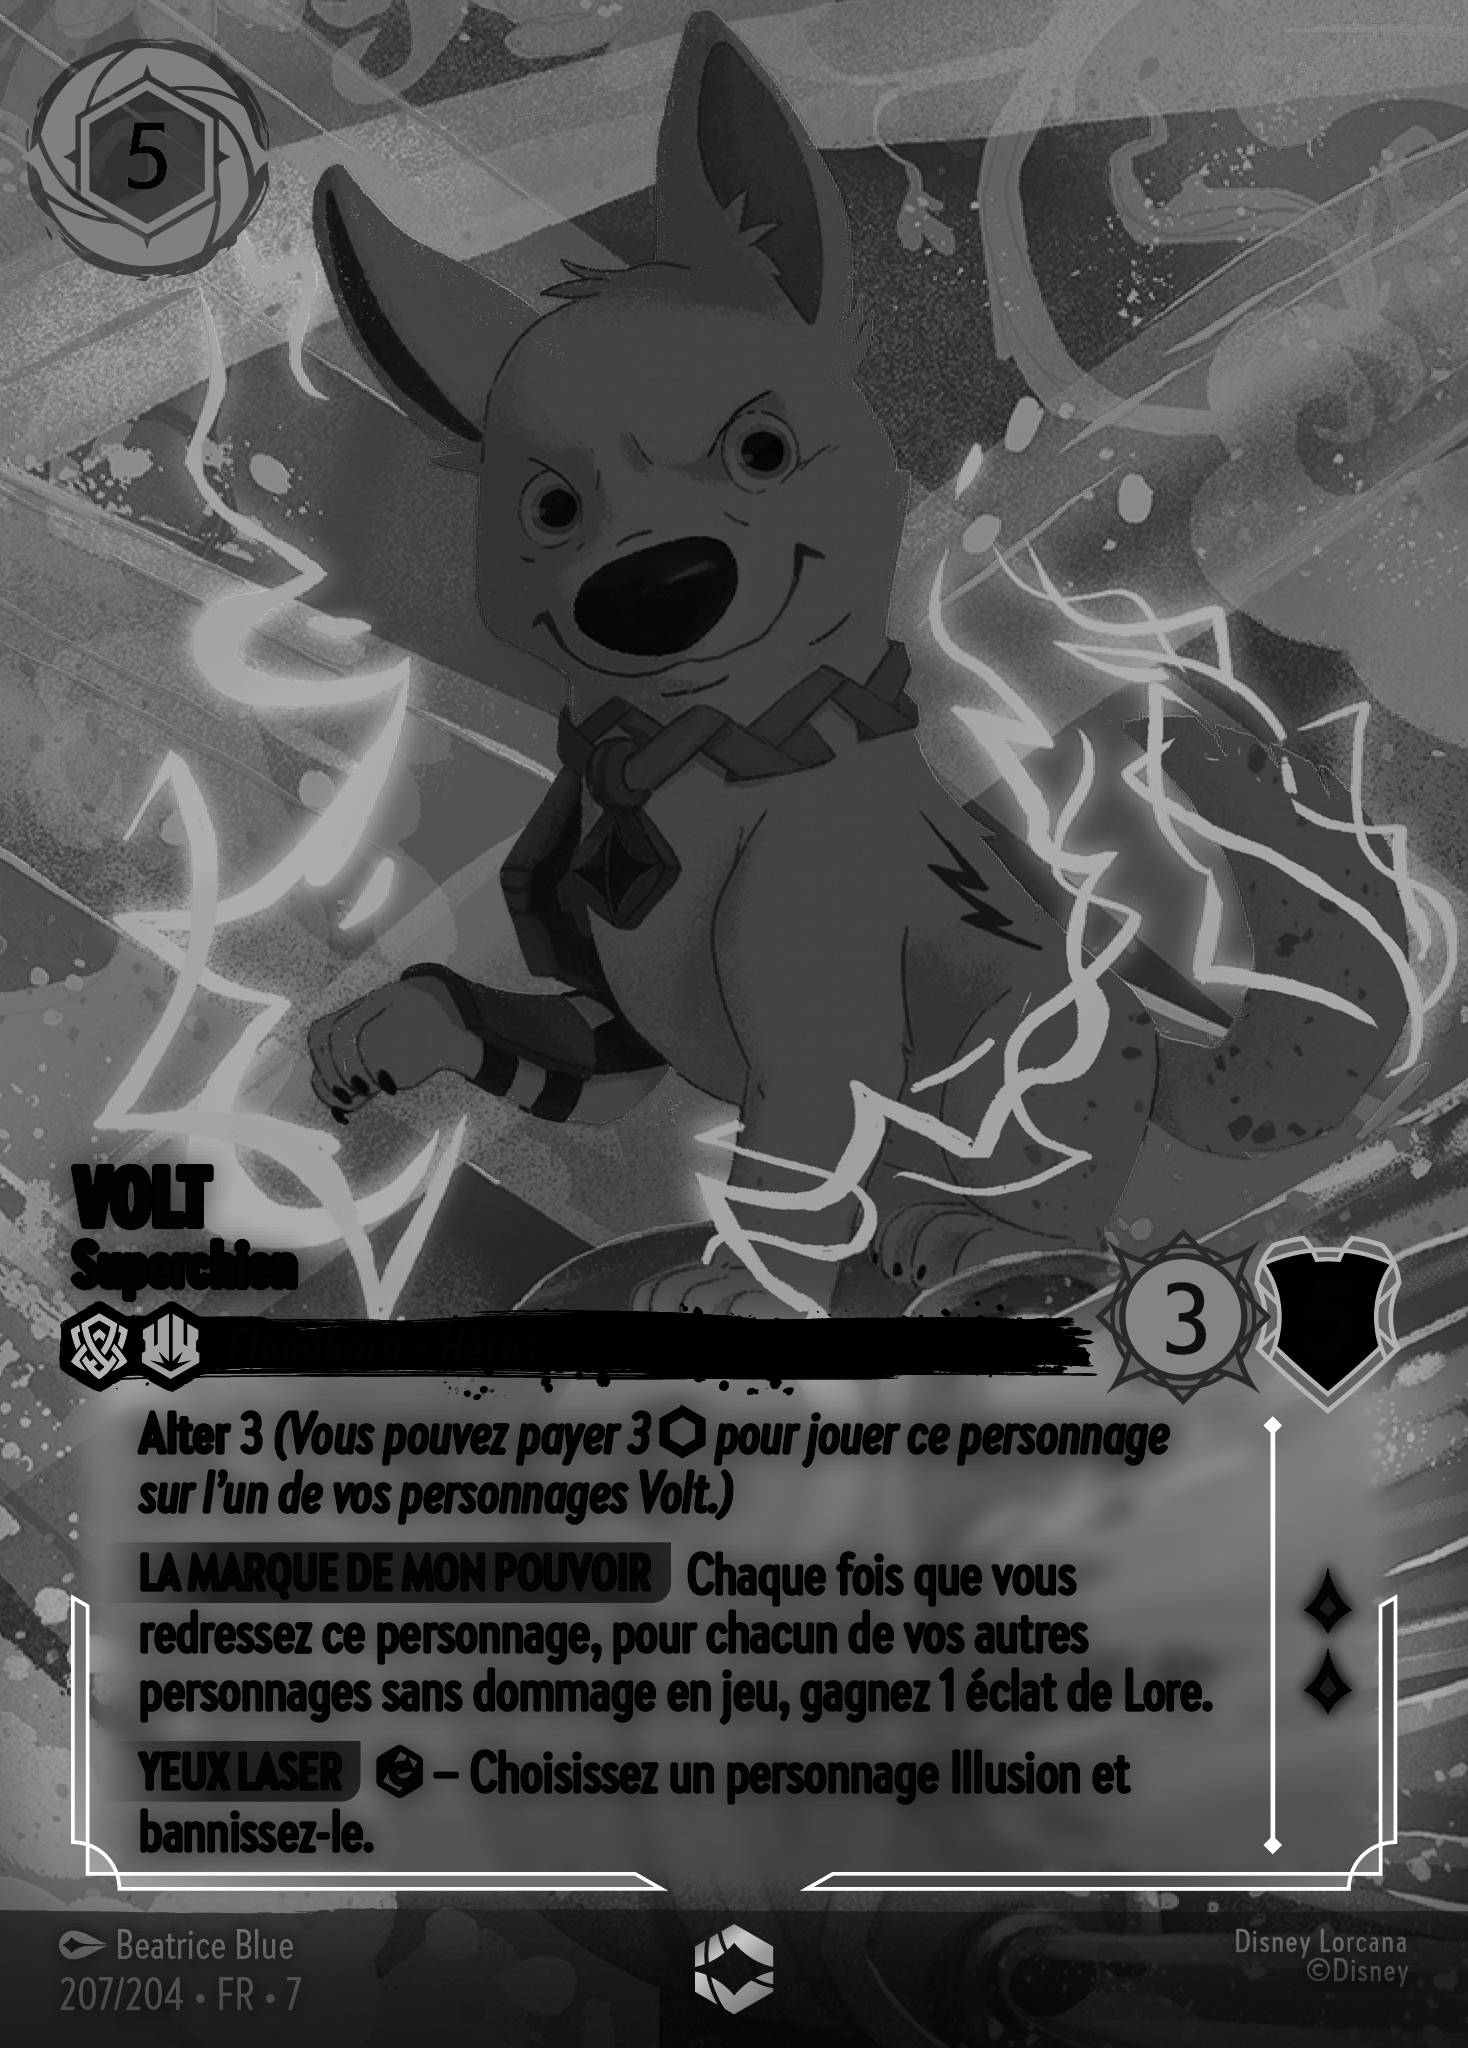 5
VOLT
Superchien
Floodborn • Héros
3
5
Alter 3 (Vous pouvez payer 3 pour jouer ce personnage
sur l'un de vos personnages Volt.)
LA MARQUE DE MON POUVOIR Chaque fois que vous
redressez ce personnage, pour chacun de vos autres
personnages sans dommage en jeu, gagnez 1 éclat de Lore.
YEUX LASER – Choisissez un personnage Illusion et
bannissez-le.
Beatrice Blue
207/204 • FR • 7
Disney Lorcana
©Disney